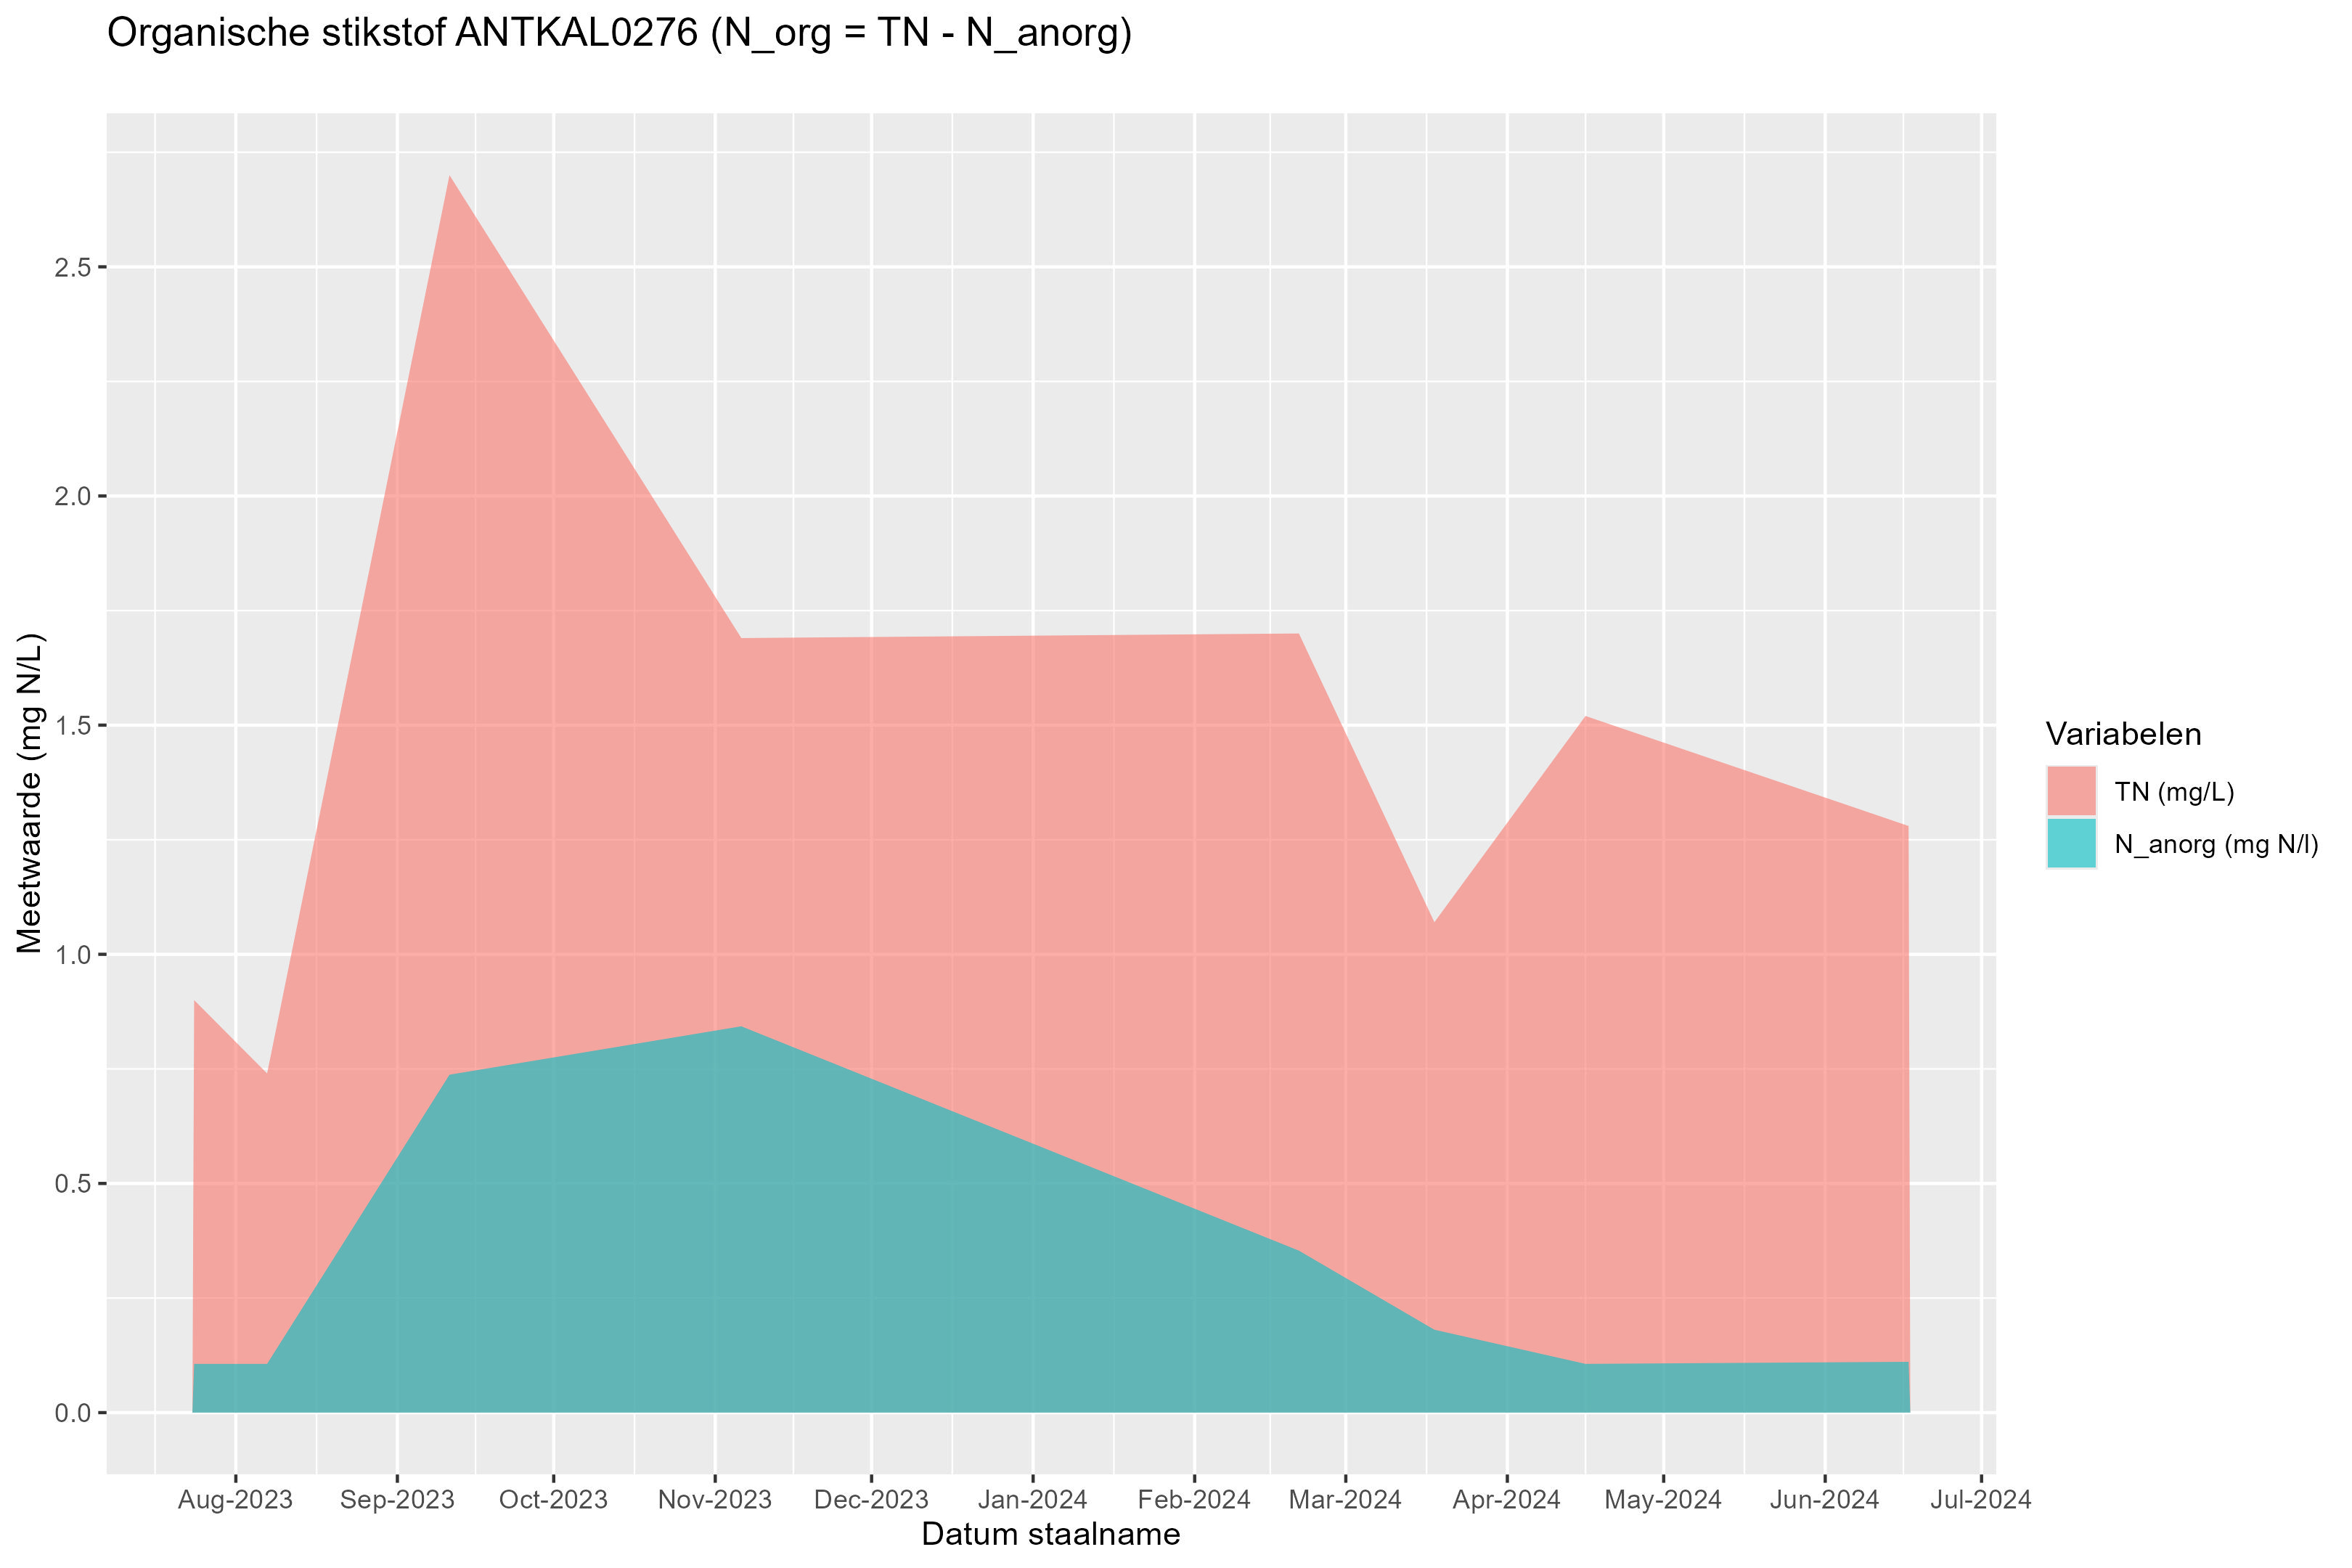 Organische stikstof ANTKAL0276 (N_org = TN - N_anorg)
Meetwaarde (mg N/L)
2.5
2.0
1.5
1.0
0.5
0.0
Aug-2023 Sep-2023 Oct-2023 Nov-2023 Dec-2023 Jan-2024 Feb-2024 Mar-2024 Apr-2024 May-2024 Jun-2024 Jul-2024
Datum staalname
Variabelen
TN (mg/L)
N_anorg (mg N/l)